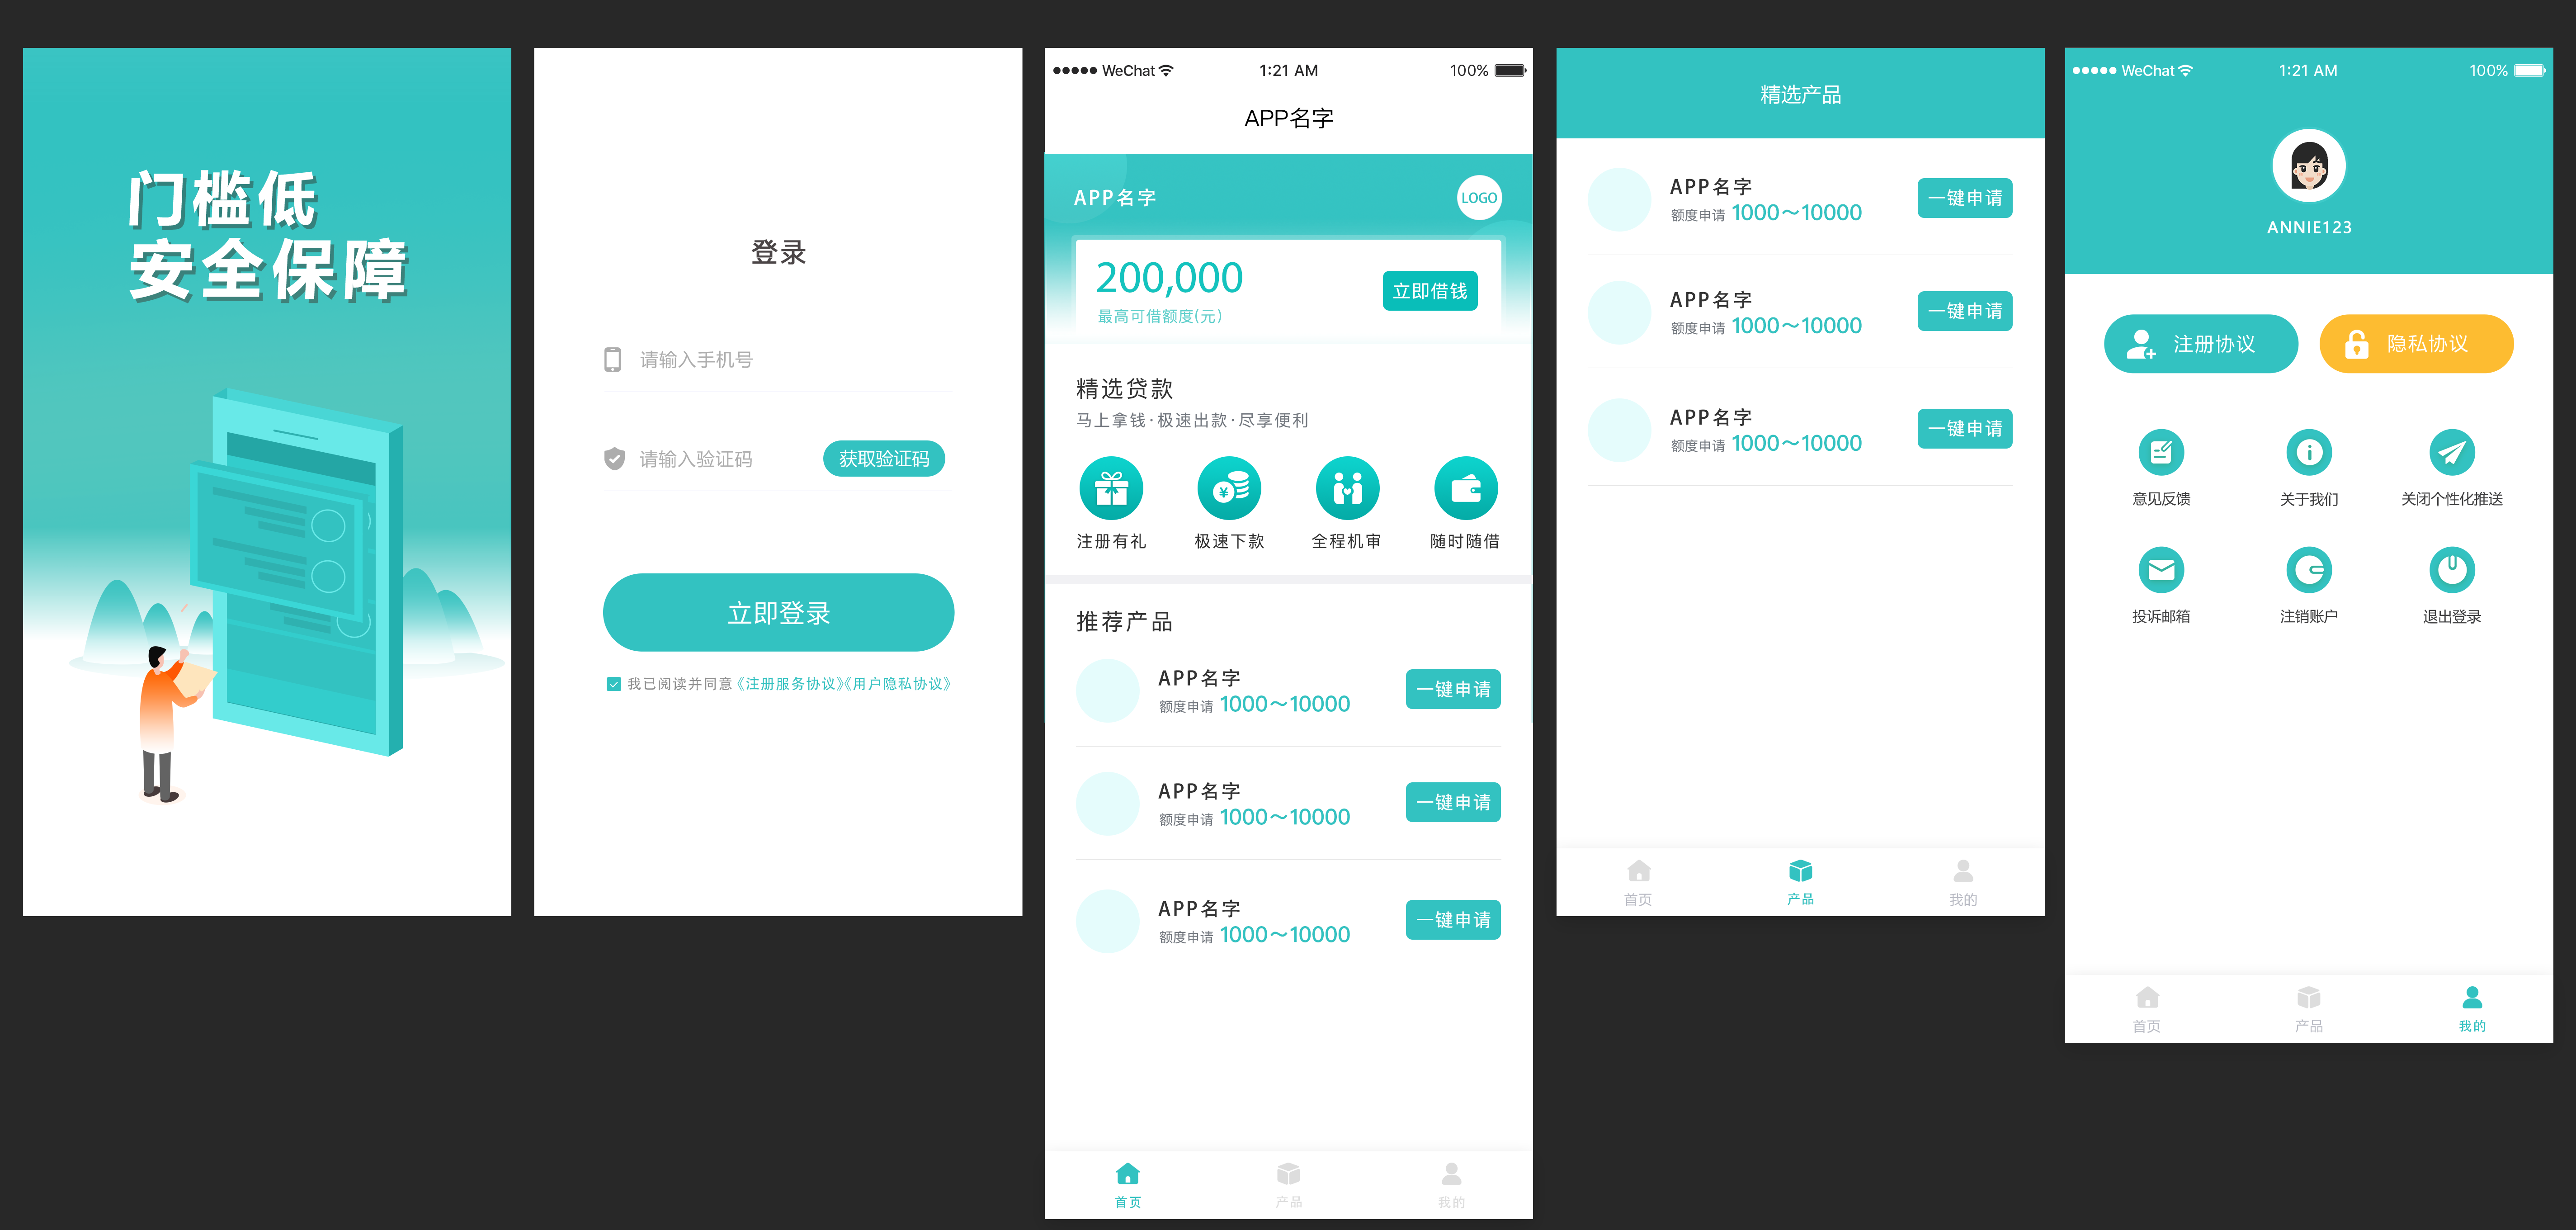 门槛低
安全保障
登录
请输入手机号
请输入验证码
获取验证码
立即登录
我已阅读并同意《注册服务协议》《用户隐私协议》
WeChat 1:21 AM 100%
APP名字
APP名字
LOGO
200,000
最高可借额度(元)
立即借钱
精选贷款
马上拿钱·极速出款·尽享便利
注册有礼 极速下款 全程机审 随时随借
推荐产品
APP名字
额度申请 1000～10000
一键申请
APP名字
额度申请 1000～10000
一键申请
APP名字
额度申请 1000～10000
一键申请
首页 产品 我的
精选产品
APP名字
额度申请 1000～10000
一键申请
APP名字
额度申请 1000～10000
一键申请
APP名字
额度申请 1000～10000
一键申请
首页 产品 我的
WeChat 1:21 AM 100%
ANNIE123
注册协议 隐私协议
意见反馈 关于我们 关闭个性化推送
投诉邮箱 注销账户 退出登录
首页 产品 我的